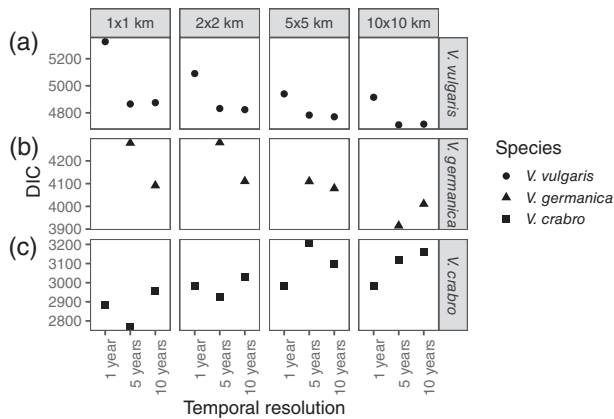 1x1 km 2x2 km 5x5 km 10x10 km
(a)
5200
5000
4800
V. vulgaris
(b)
4200
4100
4000
3900
V. germanica
(c)
3200
3100
3000
2900
2800
V. crabro
DIC
1 year 5 years 10 years 1 year 5 years 10 years 1 year 5 years 10 years 1 year 5 years 10 years
Temporal resolution
Species
V. vulgaris
V. germanica
V. crabro